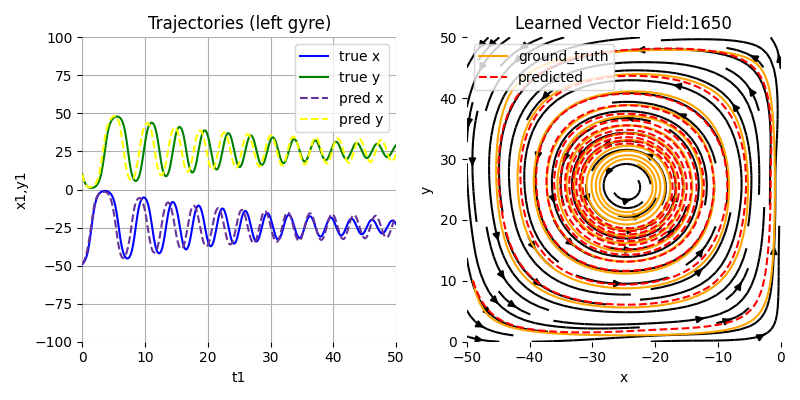 Trajectories (left gyre)
100
75
50
25
0
−25
−50
−75
−100
x1,y1
0 10 20 30 40 50
t1
true x
true y
pred x
pred y
Learned Vector Field:1650
50
40
30
20
10
0
y
−50 −40 −30 −20 −10 0
x
ground_truth
predicted